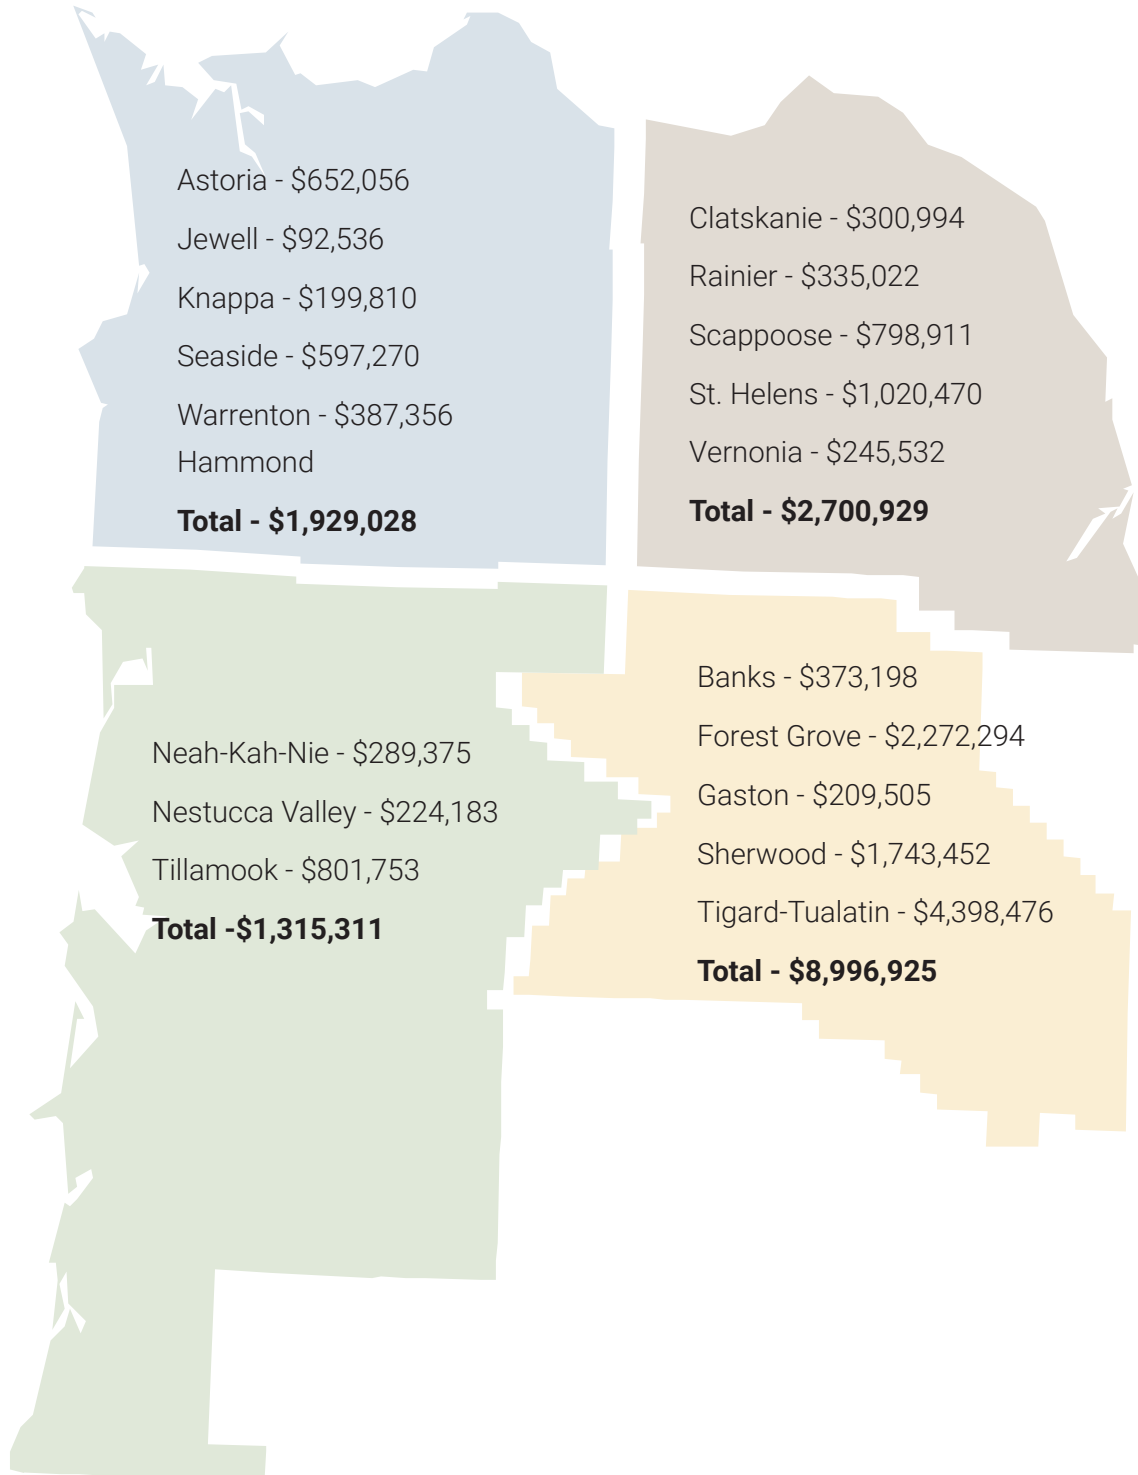 Astoria - $652,056
Jewell - $92,536
Knappa - $199,810
Seaside - $597,270
Warrenton - $387,356
Hammond
Total - $1,929,028
Clatskanie - $300,994
Rainier - $335,022
Scappoose - $798,911
St. Helens - $1,020,470
Vernonia - $245,532
Total - $2,700,929
Neah-Kah-Nie - $289,375
Nestucca Valley - $224,183
Tillamook - $801,753
Total -$1,315,311
Banks - $373,198
Forest Grove - $2,272,294
Gaston - $209,505
Sherwood - $1,743,452
Tigard-Tualatin - $4,398,476
Total - $8,996,925